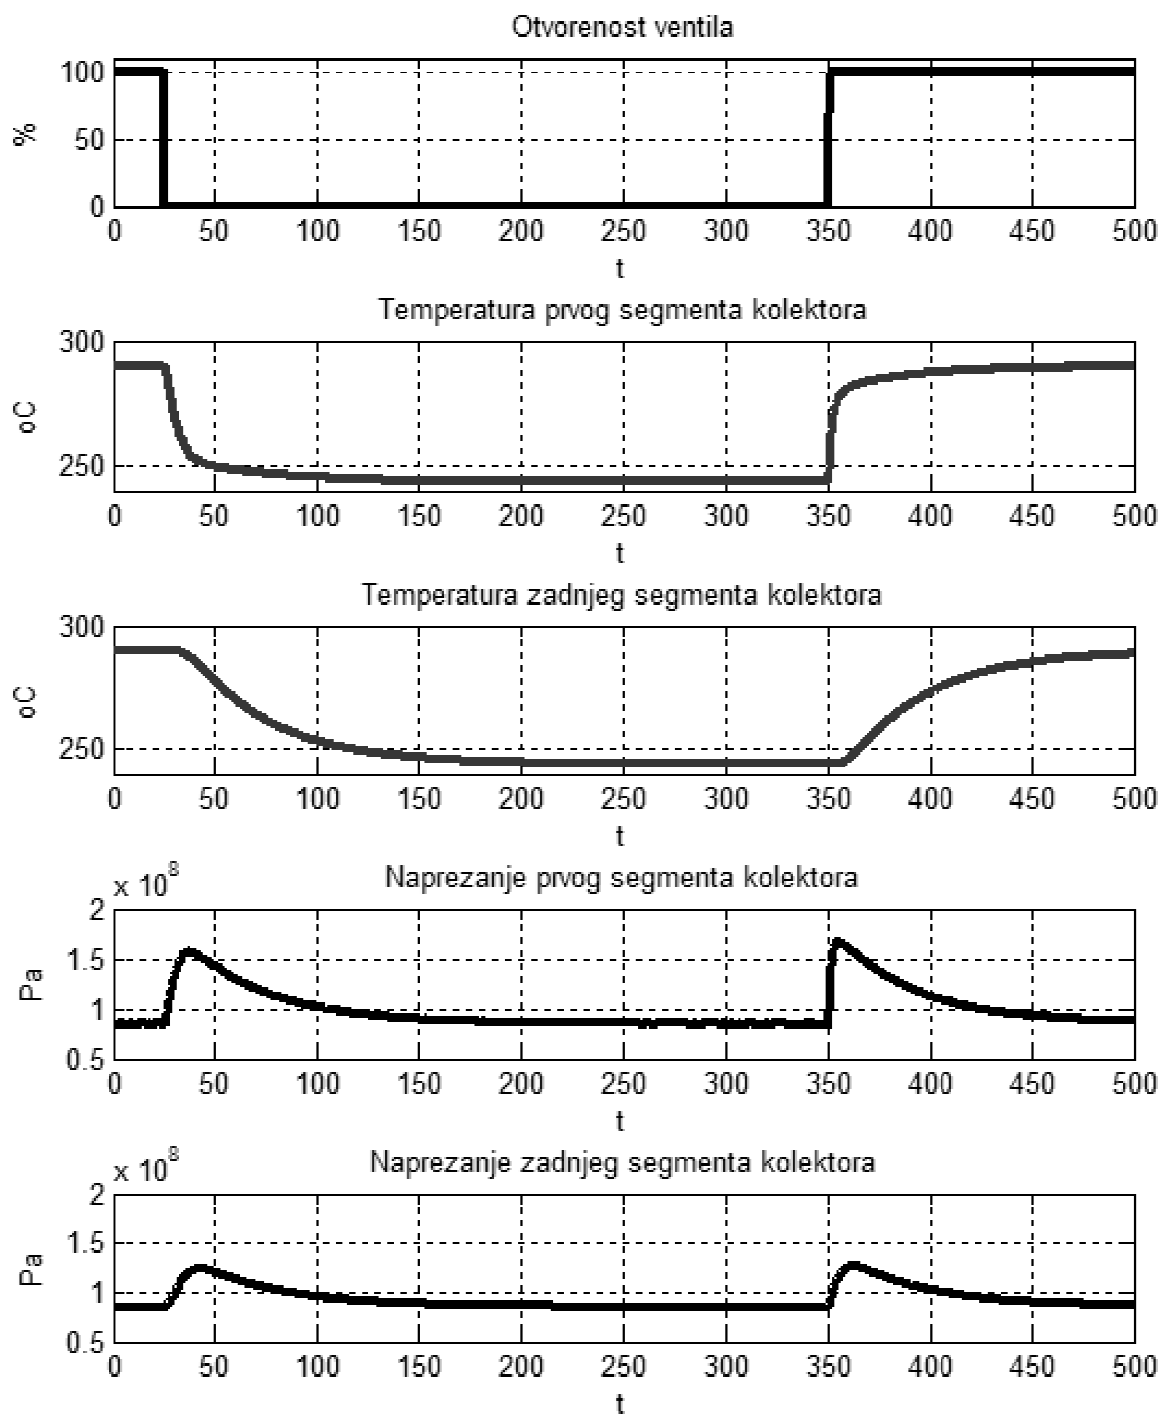 Otvorenost ventila
100
50
0
%
0 50 100 150 200 250 300 350 400 450 500
t
Temperatura prvog segmenta kolektora
300
250
oC
0 50 100 150 200 250 300 350 400 450 500
t
Temperatura zadnjeg segmenta kolektora
300
250
oC
0 50 100 150 200 250 300 350 400 450 500
t
x 10^8
Naprezanje prvog segmenta kolektora
2
1.5
1
0.5
Pa
0 50 100 150 200 250 300 350 400 450 500
t
x 10^8
Naprezanje zadnjeg segmenta kolektora
2
1.5
1
0.5
Pa
0 50 100 150 200 250 300 350 400 450 500
t